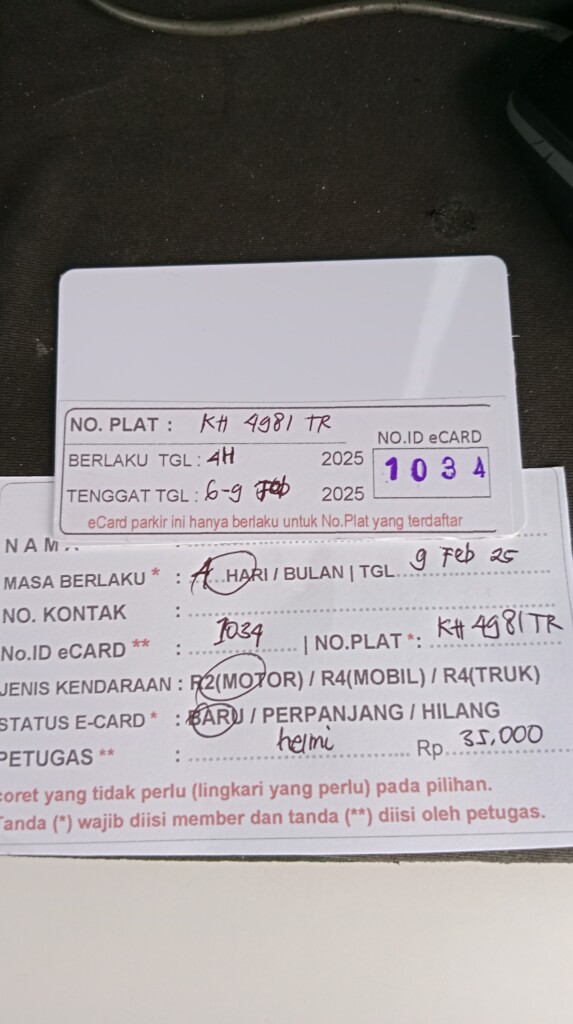 NO. PLAT : KH 4981 TR
NO.ID eCARD
BERLAKU TGL : 4H 2025
1034
TENGGAT TGL : 6-9 Feb 2025
eCard parkir ini hanya berlaku untuk No.Plat yang terdaftar
NAM
MASA BERLAKU * : 4 HARI / BULAN | TGL. 9 Feb 25
NO. KONTAK :
No.ID eCARD ** : 1034 | NO.PLAT *: KH 4981 TR
JENIS KENDARAAN : R2(MOTOR) / R4(MOBIL) / R4(TRUK)
STATUS E-CARD * : BARU / PERPANJANG / HILANG
PETUGAS ** : helmi Rp. 35,000
coret yang tidak perlu (lingkari yang perlu) pada pilihan.
Tanda (*) wajib diisi member dan tanda (**) diisi oleh petugas.